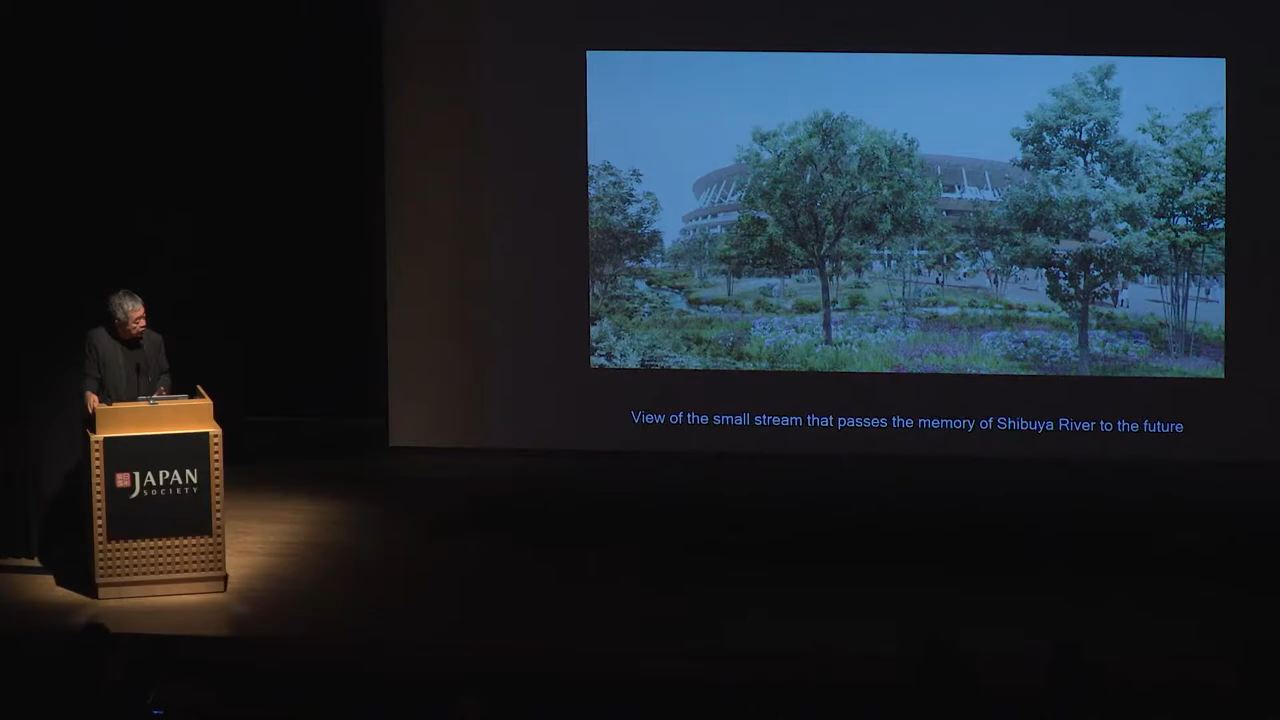 View of the small stream that passes the memory of Shibuya River to the future
JAPAN
SOCIETY